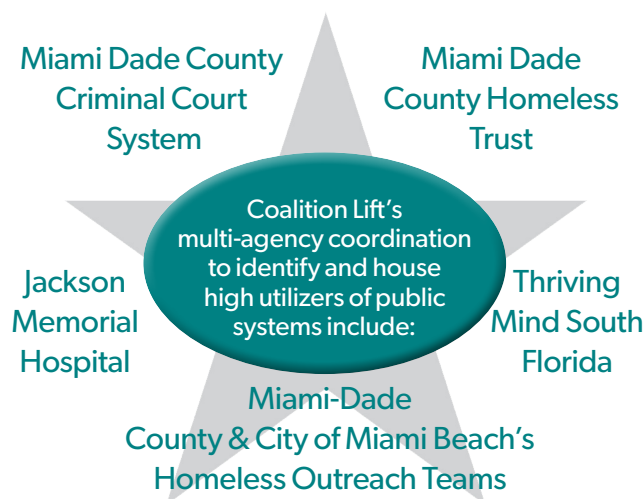 Miami Dade County
Criminal Court
System
Miami Dade
County Homeless
Trust
Coalition Lift's
multi-agency coordination
to identify and house
high utilizers of public
systems include:
Jackson
Memorial
Hospital
Thriving
Mind South
Florida
Miami-Dade
County & City of Miami Beach's
Homeless Outreach Teams